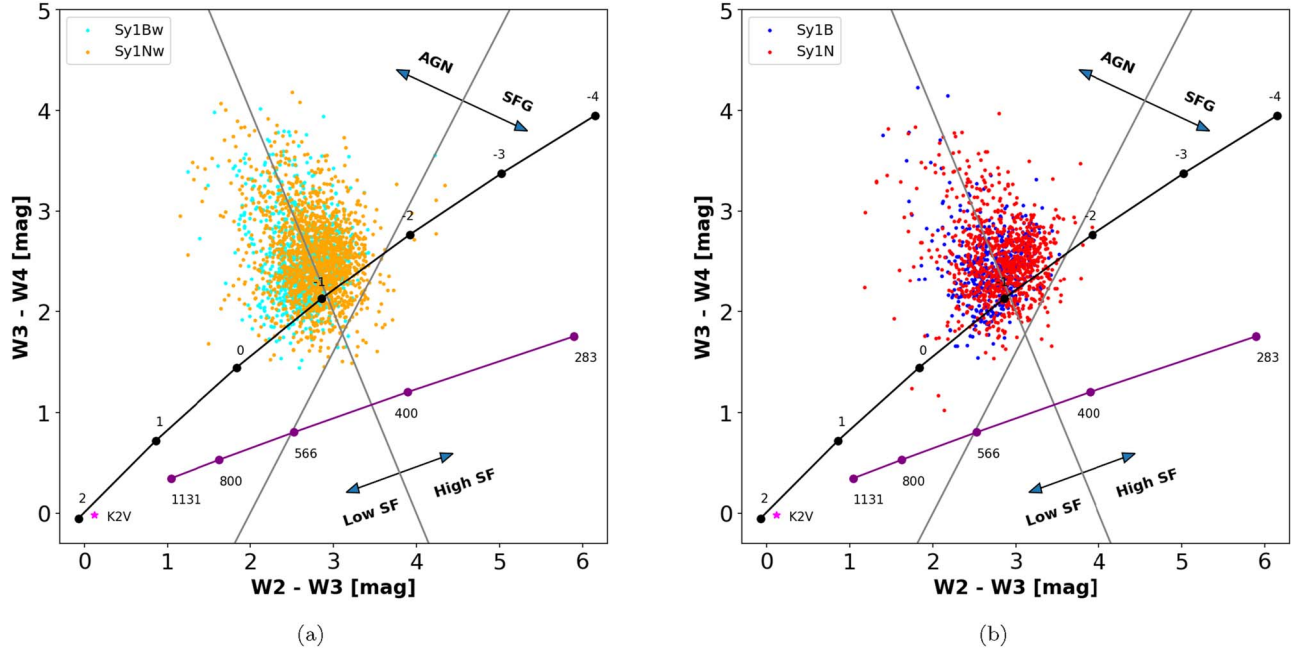 Sy1Bw
Sy1Nw
AGN
SFG
-4
-3
-2
-1
0
1
2
K2V
283
400
566
800
1131
Low SF
High SF
5
4
3
2
1
0
0 1 2 3 4 5 6
W3 - W4 [mag]
W2 - W3 [mag]
(a)
Sy1B
Sy1N
AGN
SFG
-4
-3
-2
0
1
2
K2V
283
400
566
800
1131
Low SF
High SF
5
4
3
2
1
0
0 1 2 3 4 5 6
W3 - W4 [mag]
W2 - W3 [mag]
(b)